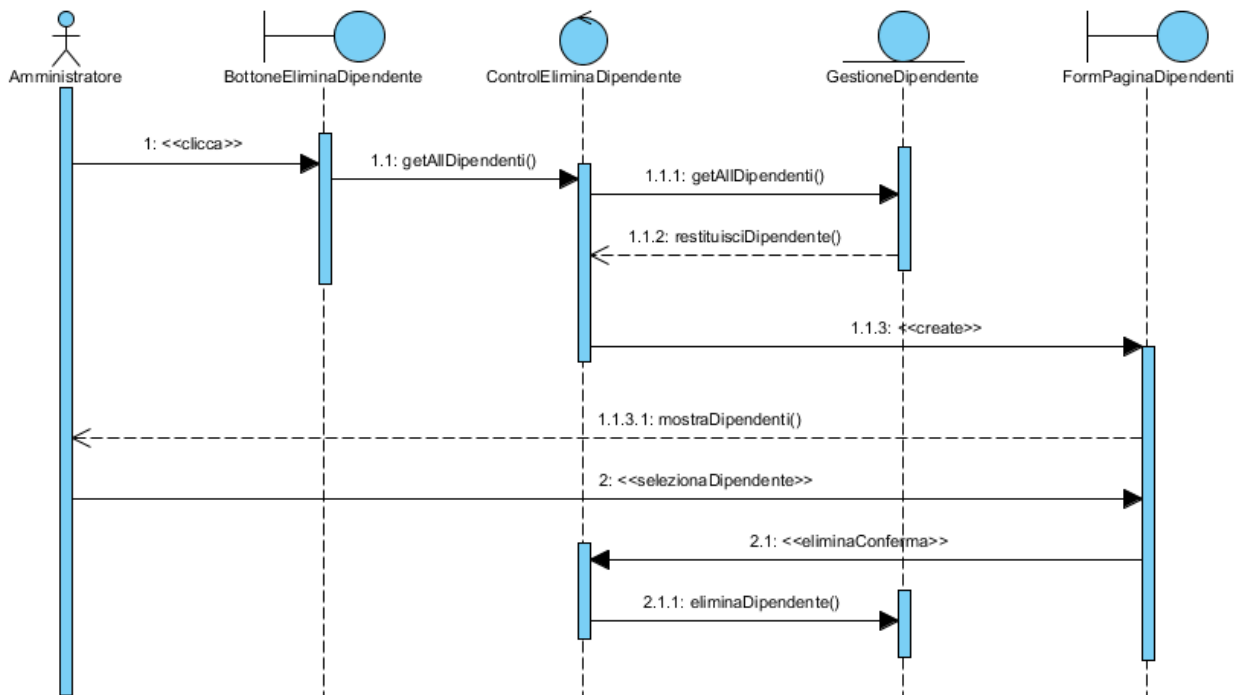 Amministratore
BottoneEliminaDipendente
ControlEliminaDipendente
GestioneDipendente
FormPaginaDipendenti
1: <<clicca>>
1.1: getAllDipendenti()
1.1.1: getAllDipendenti()
1.1.2: restituisciDipendente()
1.1.3: <<create>>
1.1.3.1: mostraDipendenti()
2: <<selezionaDipendente>>
2.1: <<eliminaConferma>>
2.1.1: eliminaDipendente()